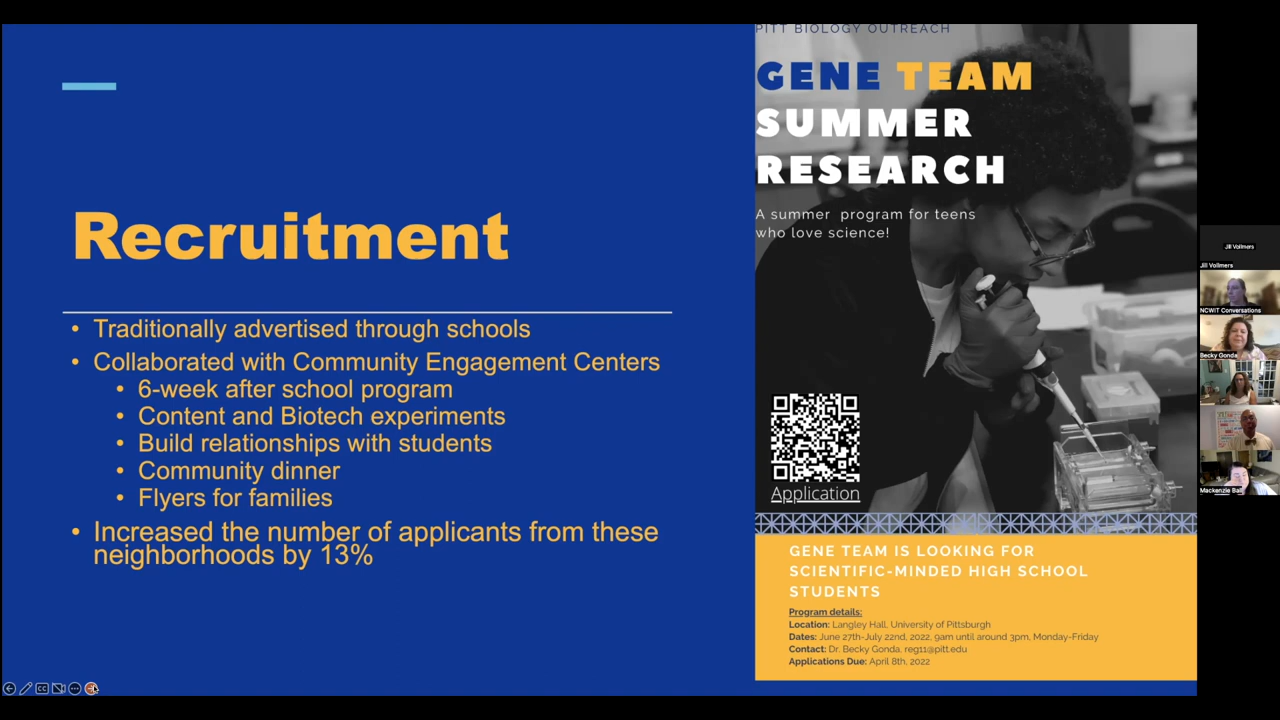 Recruitment
• Traditionally advertised through schools
• Collaborated with Community Engagement Centers
• 6-week after school program
• Content and Biotech experiments
• Build relationships with students
• Community dinner
• Flyers for families
• Increased the number of applicants from these
neighborhoods by 13%
PITT BIOLOGY OUTREACH
GENE TEAM
SUMMER
RESEARCH
A summer program for teens
who love science!
Application
GENE TEAM IS LOOKING FOR
SCIENTIFIC-MINDED HIGH SCHOOL
STUDENTS
Program details:
Location: Langley Hall, University of Pittsburgh
Dates: June 27th-July 22nd, 2022, 9am until around 3pm, Monday-Friday
Contact: Dr. Becky Gonda. reg11@pitt.edu
Applications Due: April 8th, 2022
Jill Vollmers
Jill Vollmers
NCWIT Conversations
Becky Gonda
Mackenzie Ball
CC